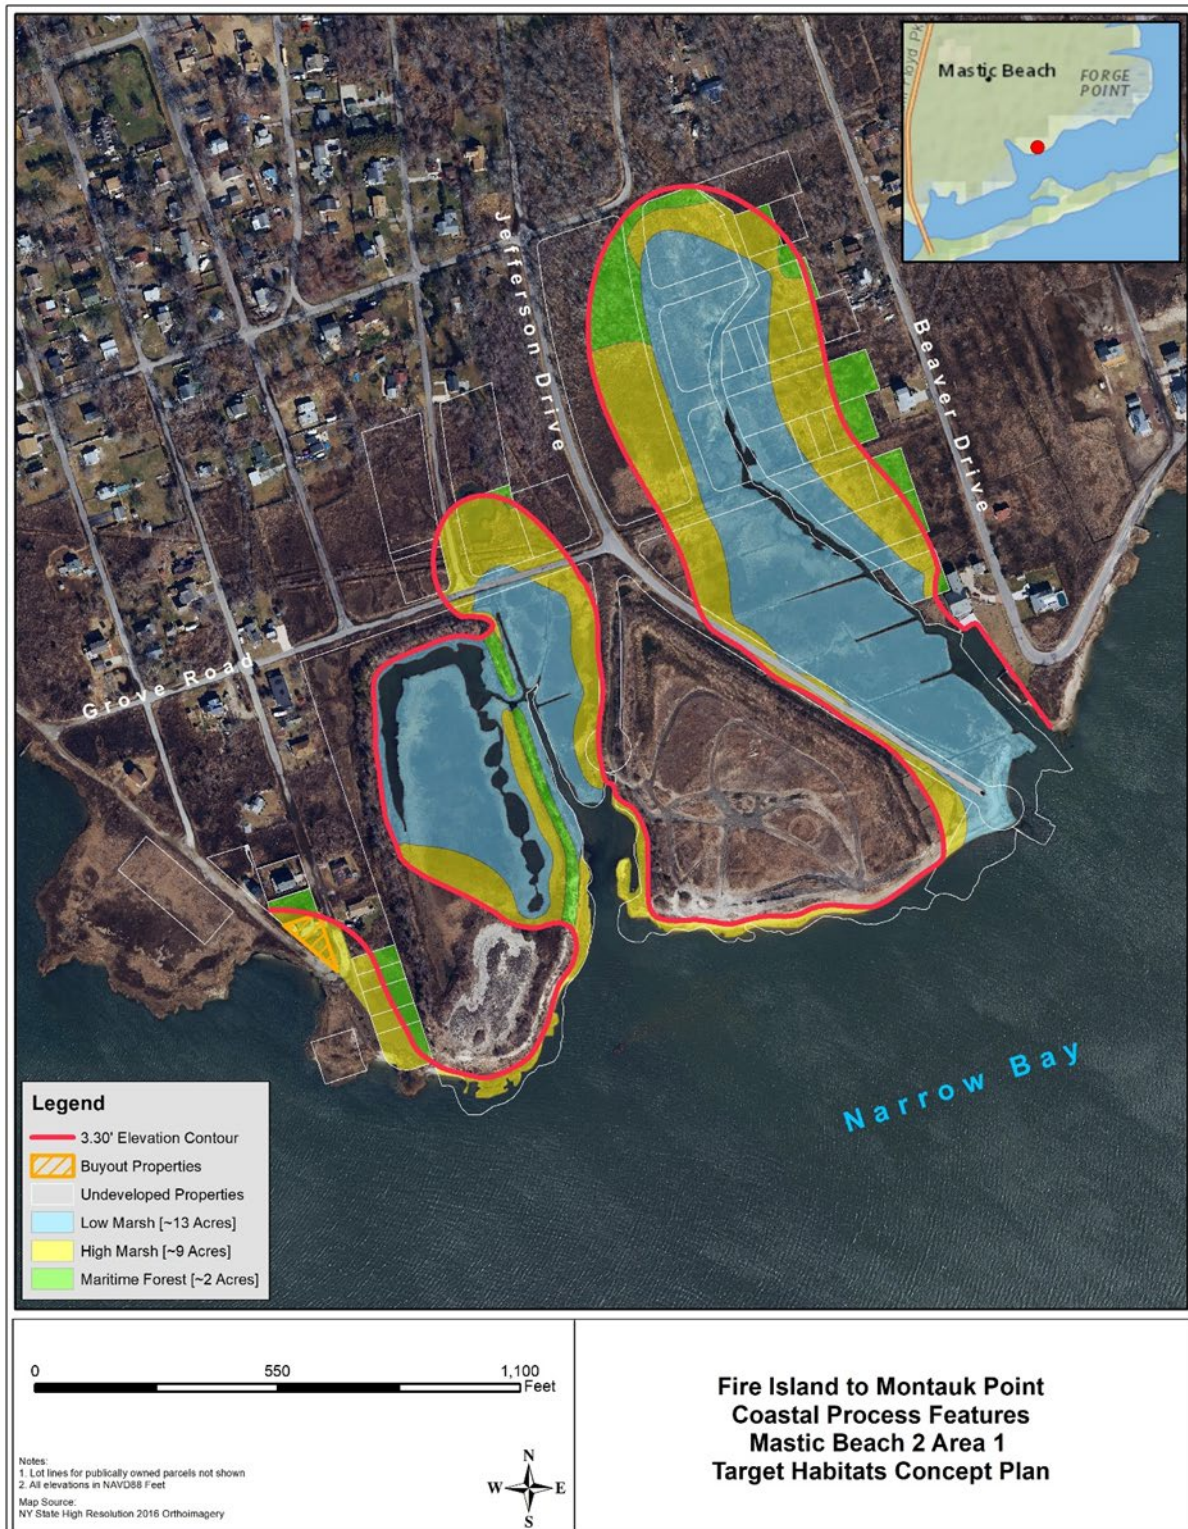 Mastic Beach
FORGE
POINT
Jefferson Drive
Beaver Drive
Grove Road
Narrow Bay
Legend
3.30' Elevation Contour
Buyout Properties
Undeveloped Properties
Low Marsh [~13 Acres]
High Marsh [~9 Acres]
Maritime Forest [~2 Acres]
0 550 1,100
Feet
Notes:
1. Lot lines for publically owned parcels not shown
2. All elevations in NAVD88 Feet
Map Source:
NY State High Resolution 2016 Orthoimagery
N
W E
S
Fire Island to Montauk Point
Coastal Process Features
Mastic Beach 2 Area 1
Target Habitats Concept Plan